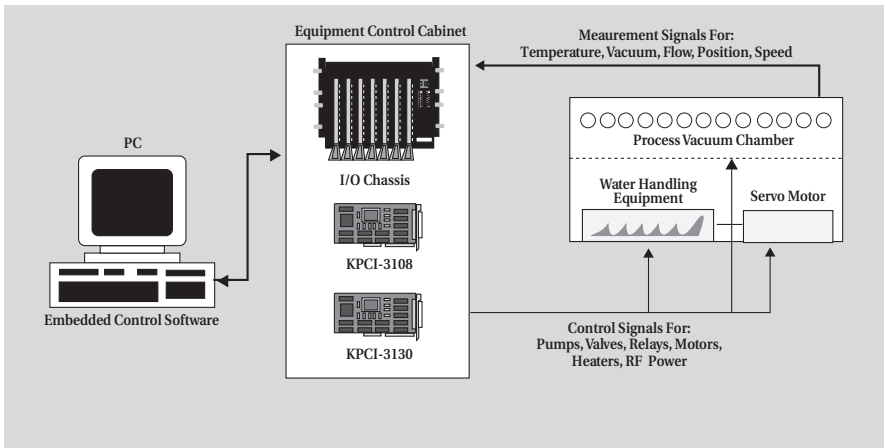 Equipment Control Cabinet
Meaurement Signals For:
Temperature, Vacuum, Flow, Position, Speed
PC
I/O Chassis
Process Vacuum Chamber
Water Handling
Equipment
Servo Motor
KPCI-3108
Embedded Control Software
KPCI-3130
Control Signals For:
Pumps, Valves, Relays, Motors,
Heaters, RF Power